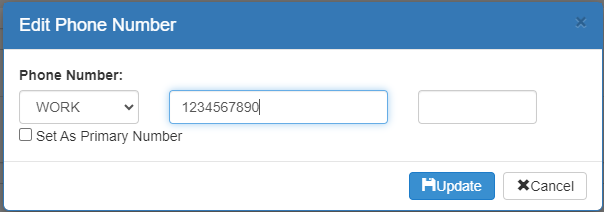 Edit Phone Number
×
Phone Number:
WORK 1234567890
Set As Primary Number
Update Cancel